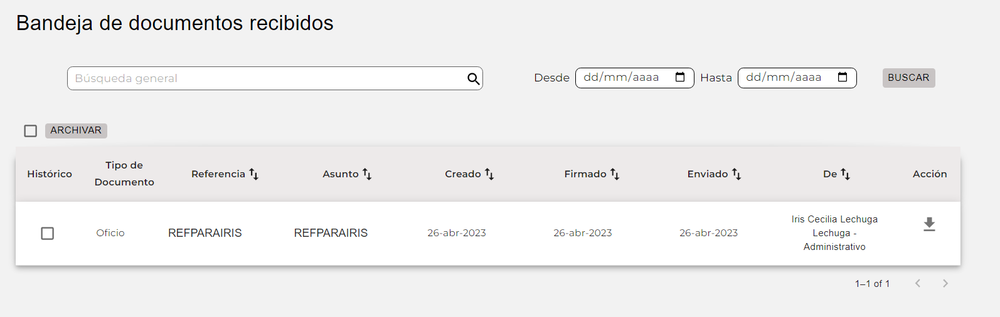 Bandeja de documentos recibidos
Búsqueda general
Desde dd/mm/aaaa Hasta dd/mm/aaaa BUSCAR
ARCHIVAR
Histórico Tipo de Documento Referencia Asunto Creado Firmado Enviado De Acción
Oficio REFPARAIRIS REFPARAIRIS 26-abr-2023 26-abr-2023 26-abr-2023 Iris Cecilia Lechuga
Lechuga -
Administrativo
1–1 of 1